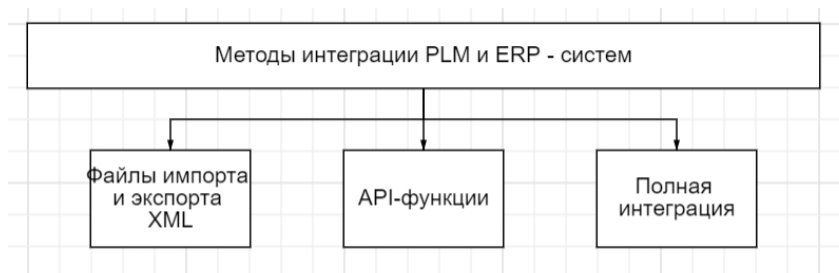 Методы интеграции PLM и ERP - систем
Файлы импорта
и экспорта
XML
API-функции
Полная
интеграция